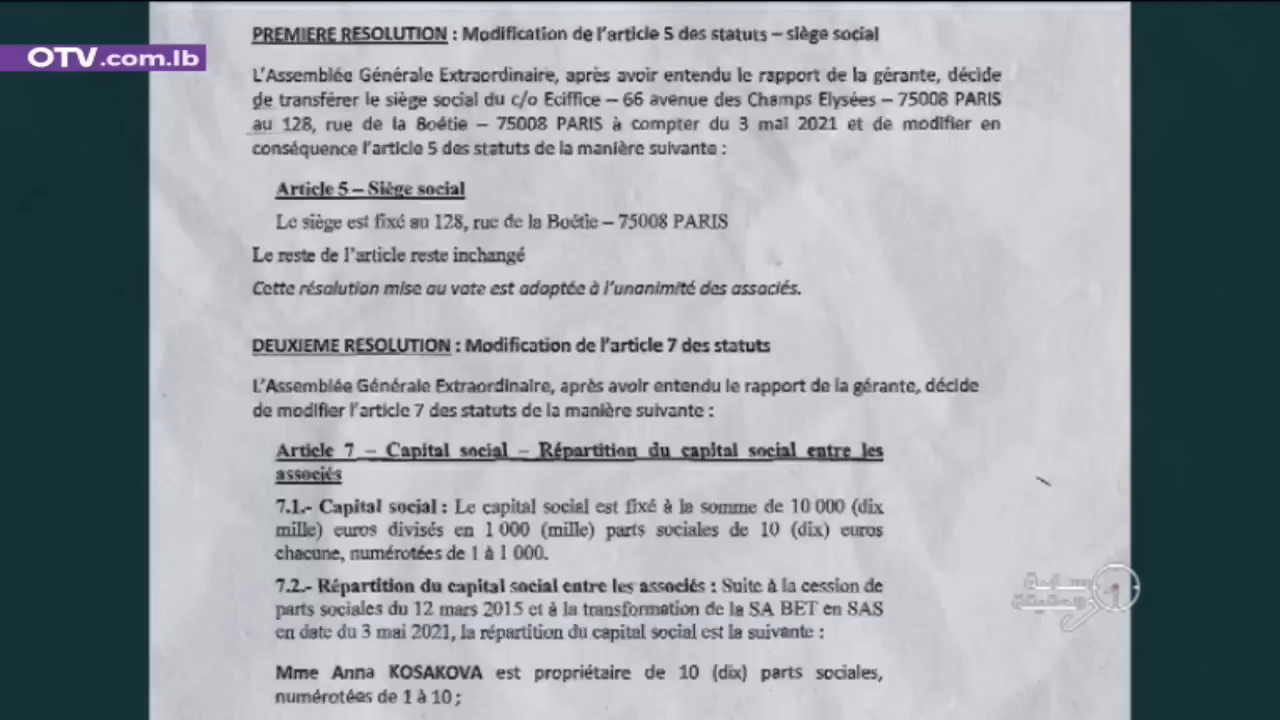 OTV.com.lb
PREMIERE RESOLUTION : Modification de l'article 5 des statuts – siège social
L'Assemblée Générale Extraordinaire, après avoir entendu le rapport de la gérante, décide
de transférer le siège social du c/o Eciffice – 66 avenue des Champs Elysées – 75008 PARIS
au 128, rue de la Boétie – 75008 PARIS à compter du 3 mai 2021 et de modifier en
conséquence l'article 5 des statuts de la manière suivante :
Article 5 – Siège social
Le siège est fixé au 128, rue de la Boétie – 75008 PARIS
Le reste de l'article reste inchangé
Cette résolution mise au vote est adoptée à l'unanimité des associés.
DEUXIEME RESOLUTION : Modification de l'article 7 des statuts
L'Assemblée Générale Extraordinaire, après avoir entendu le rapport de la gérante, décide
de modifier l'article 7 des statuts de la manière suivante :
Article 7 – Capital social – Répartition du capital social entre les
associés
7.1.- Capital social : Le capital social est fixé à la somme de 10 000 (dix
mille) euros divisés en 1 000 (mille) parts sociales de 10 (dix) euros
chacune, numérotées de 1 à 1 000.
7.2.- Répartition du capital social entre les associés : Suite à la cession de
parts sociales du 12 mars 2015 et à la transformation de la SA BET en SAS
en date du 3 mai 2021, la répartition du capital social est la suivante :
Mme Anna KOSAKOVA est propriétaire de 10 (dix) parts sociales,
numérotées de 1 à 10 ;